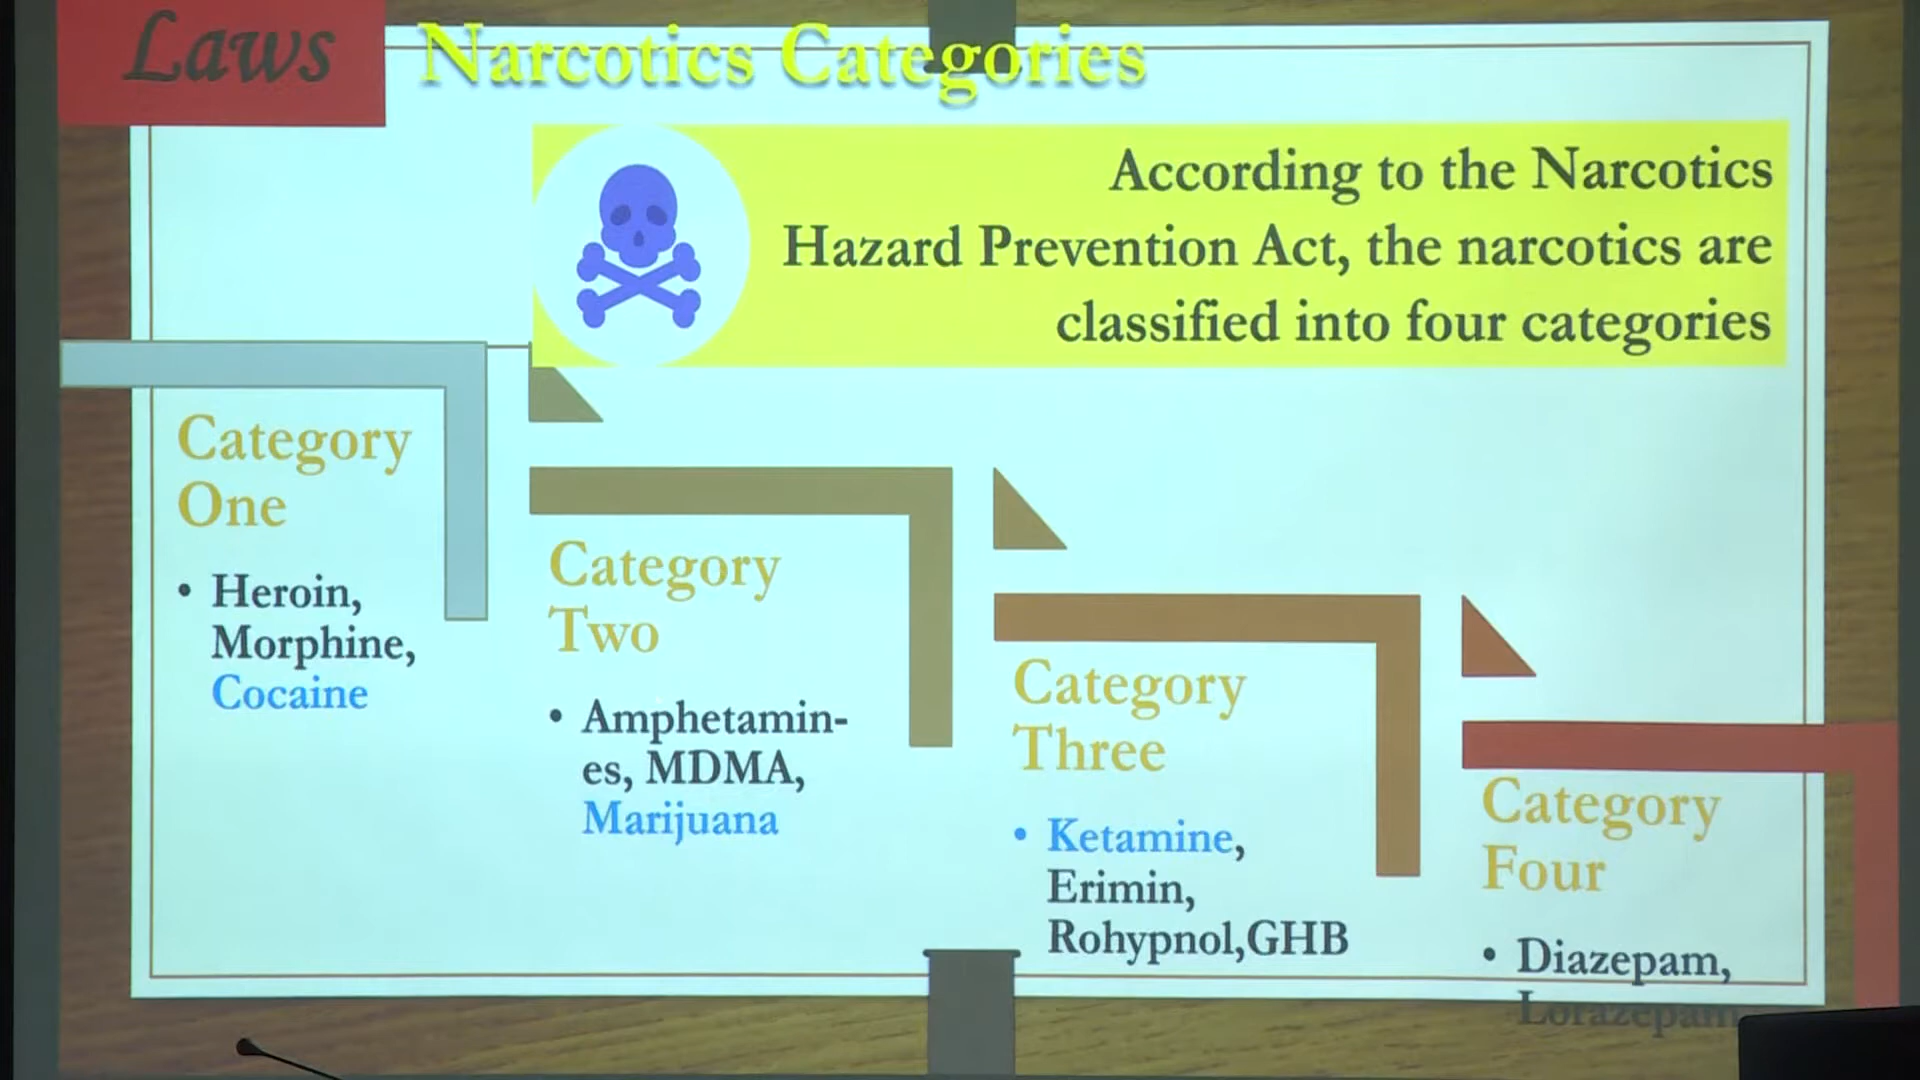 Laws
Narcotics Categories
According to the Narcotics
Hazard Prevention Act, the narcotics are
classified into four categories
Category
One
• Heroin,
Morphine,
Cocaine
Category
Two
• Amphetamin-
es, MDMA,
Marijuana
Category
Three
• Ketamine,
Erimin,
Rohypnol,GHB
Category
Four
• Diazepam,
Lorazepam